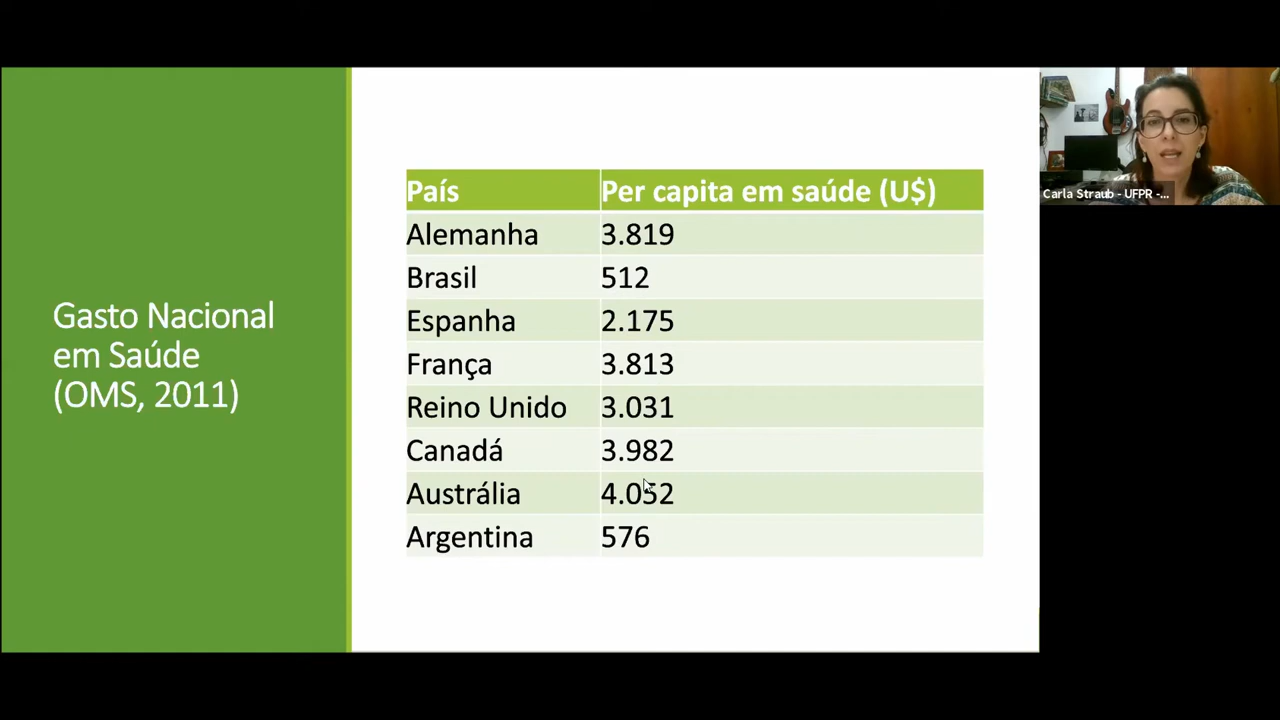 Gasto Nacional
em Saúde
(OMS, 2011)
País Per capita em saúde (U$)
Alemanha 3.819
Brasil 512
Espanha 2.175
França 3.813
Reino Unido 3.031
Canadá 3.982
Austrália 4.052
Argentina 576
Carla Straub - UFPR -...